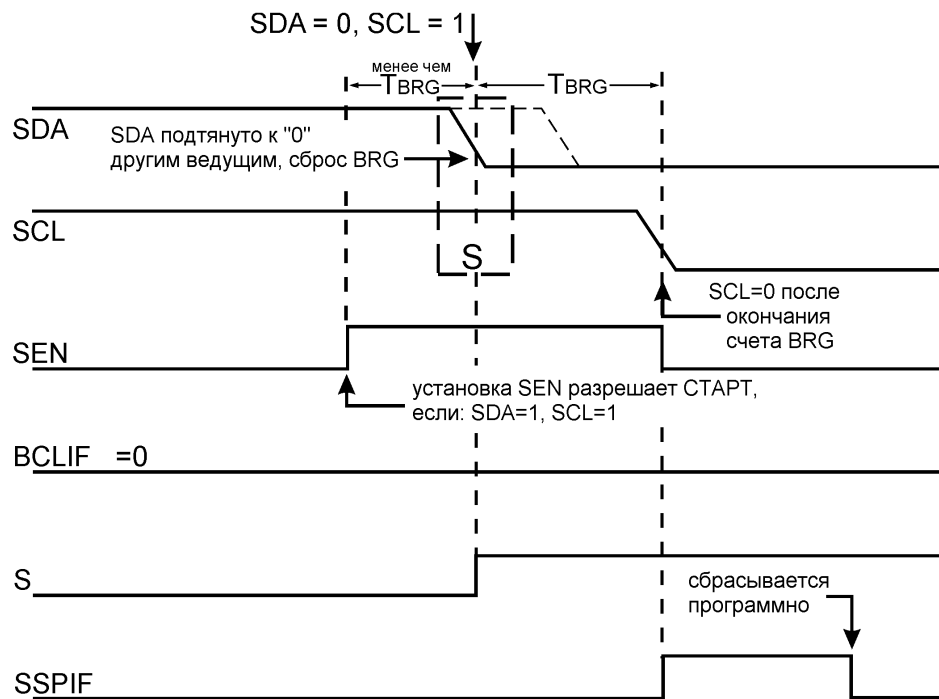 SDA = 0, SCL = 1
менее чем
TBRG
TBRG
SDA
SDA подтянуто к "0"
другим ведущим, сброс BRG
SCL
S
SCL=0 после
окончания
счета BRG
SEN
установка SEN разрешает СТАРТ,
если: SDA=1, SCL=1
BCLIF =0
S
сбрасывается
программно
SSPIF